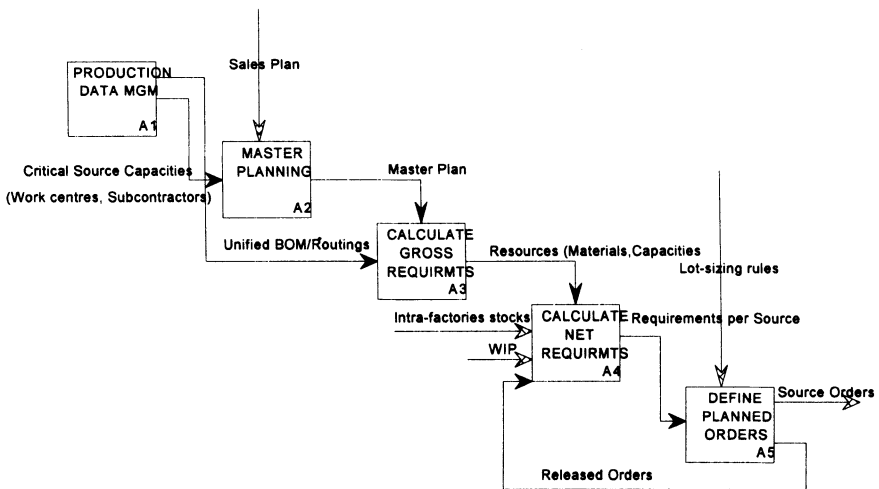 Sales Plan
PRODUCTION
DATA MGM
A1
Critical Source Capacities
(Work centres, Subcontractors)
MASTER
PLANNING
A2
Master Plan
Unified BOM/Routings
CALCULATE
GROSS
REQUIRMTS
A3
Resources (Materials,Capacities
Lot-sizing rules
Intra-factories stocks
WIP
CALCULATE
NET
REQUIRMTS
A4
Requirements per Source
DEFINE
PLANNED
ORDERS
A5
Source Orders
Released Orders